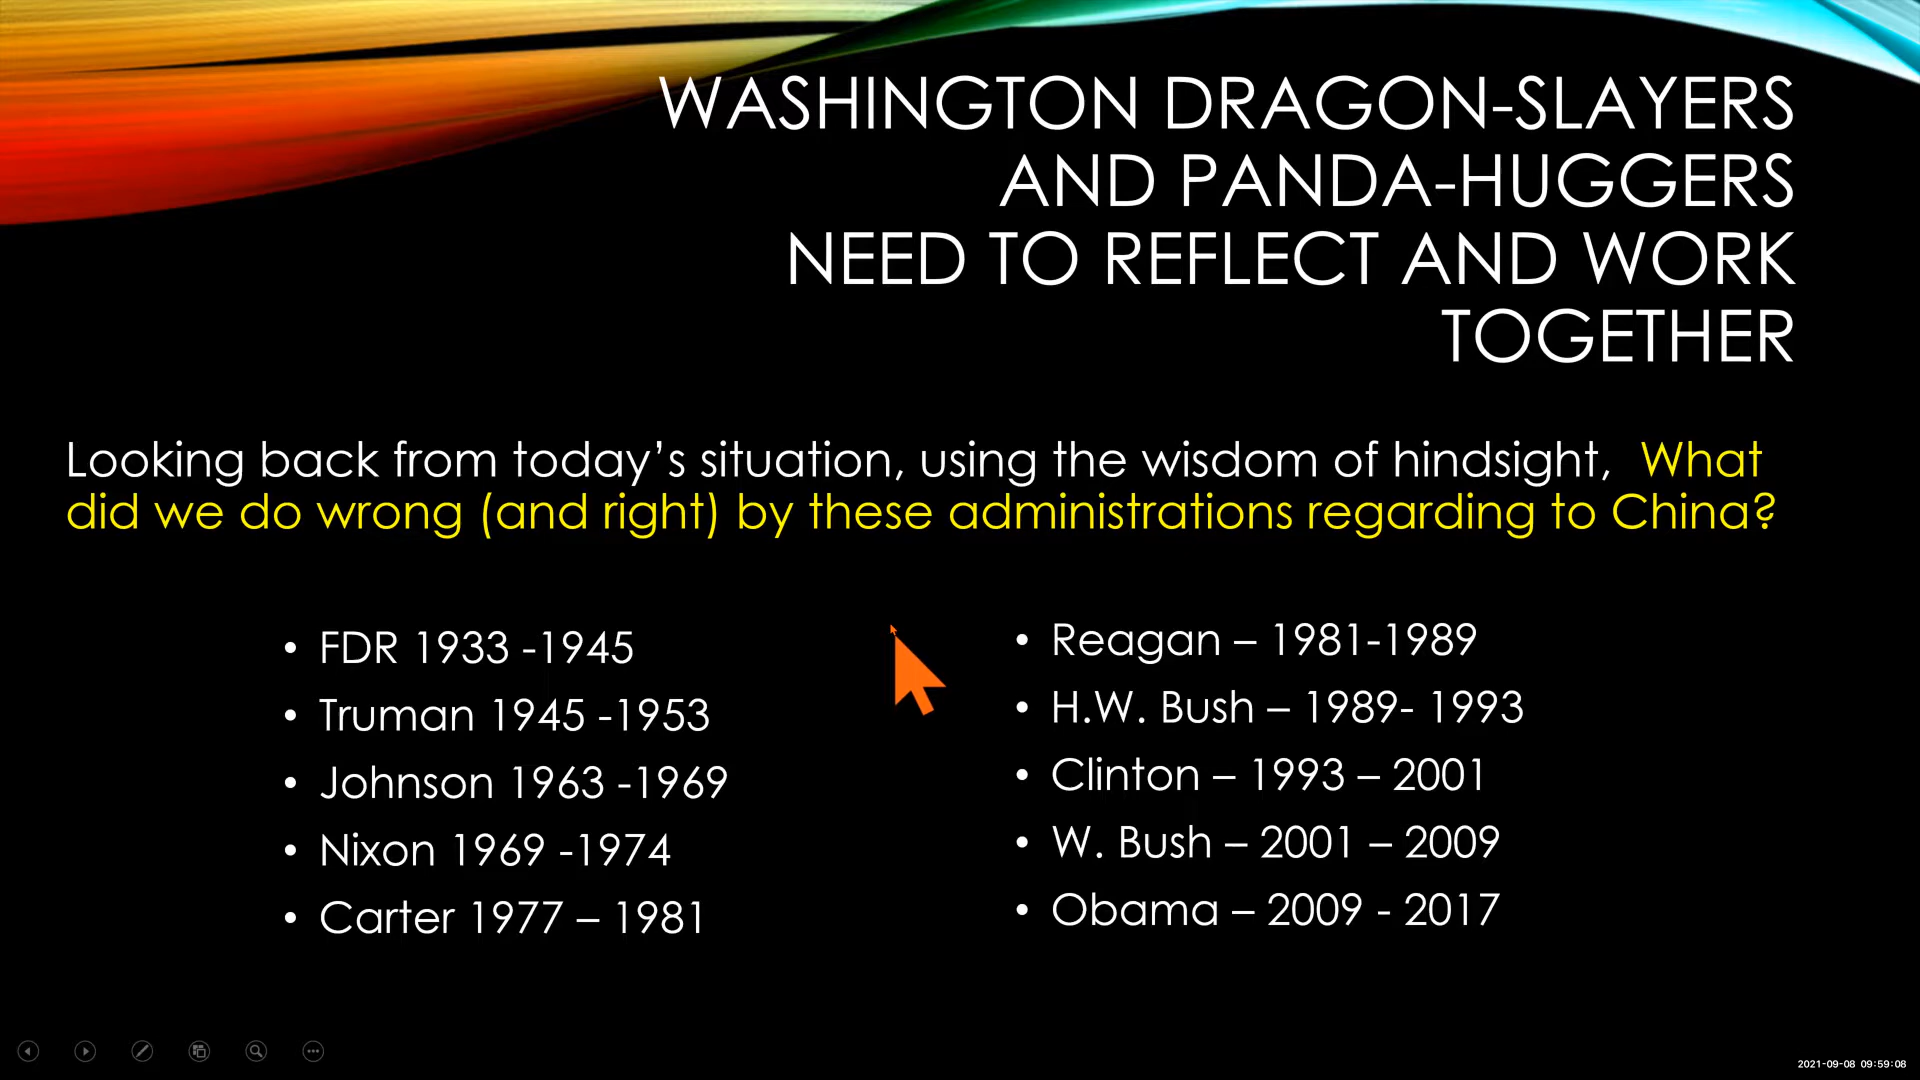 WASHINGTON DRAGON-SLAYERS
AND PANDA-HUGGERS
NEED TO REFLECT AND WORK
TOGETHER
Looking back from today’s situation, using the wisdom of hindsight, What
did we do wrong (and right) by these administrations regarding to China?
• FDR 1933 -1945
• Truman 1945 -1953
• Johnson 1963 -1969
• Nixon 1969 -1974
• Carter 1977 – 1981
• Reagan – 1981-1989
• H.W. Bush – 1989- 1993
• Clinton – 1993 – 2001
• W. Bush – 2001 – 2009
• Obama – 2009 - 2017
2021-09-08 09:59:08